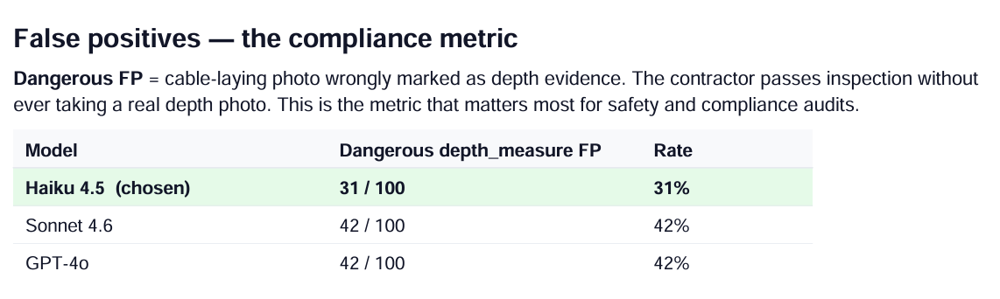 False positives — the compliance metric
Dangerous FP = cable-laying photo wrongly marked as depth evidence. The contractor passes inspection without
ever taking a real depth photo. This is the metric that matters most for safety and compliance audits.
Model Dangerous depth_measure FP Rate
Haiku 4.5 (chosen) 31 / 100 31%
Sonnet 4.6 42 / 100 42%
GPT-4o 42 / 100 42%